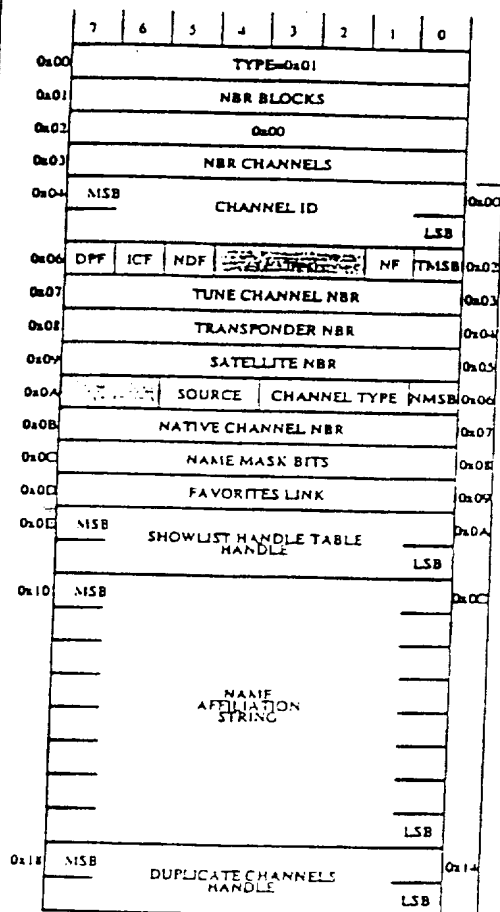 7 6 5 4 3 2 1 0
0x00 TYPE=0x01
0x01 NBR BLOCKS
0x02 0x00
0x03 NBR CHANNELS
0x04 MSB 0x00
CHANNEL ID
LSB
0x06 DPF ICF NDF NF TMSB 0x02
0x07 TUNE CHANNEL NBR 0x03
0x08 TRANSPONDER NBR 0x04
0x09 SATELLITE NBR 0x05
0x0A SOURCE CHANNEL TYPE NMSB 0x06
0x0B NATIVE CHANNEL NBR 0x07
0x0C NAME MASK BITS 0x08
0x0D FAVORITES LINK 0x09
0x0E MSB 0x0A
SHOWLIST HANDLE TABLE
HANDLE
LSB
0x10 MSB 0x0C
NAME
AFFILIATION
STRING
LSB
0x18 MSB 0x14
DUPLICATE CHANNELS
HANDLE
LSB